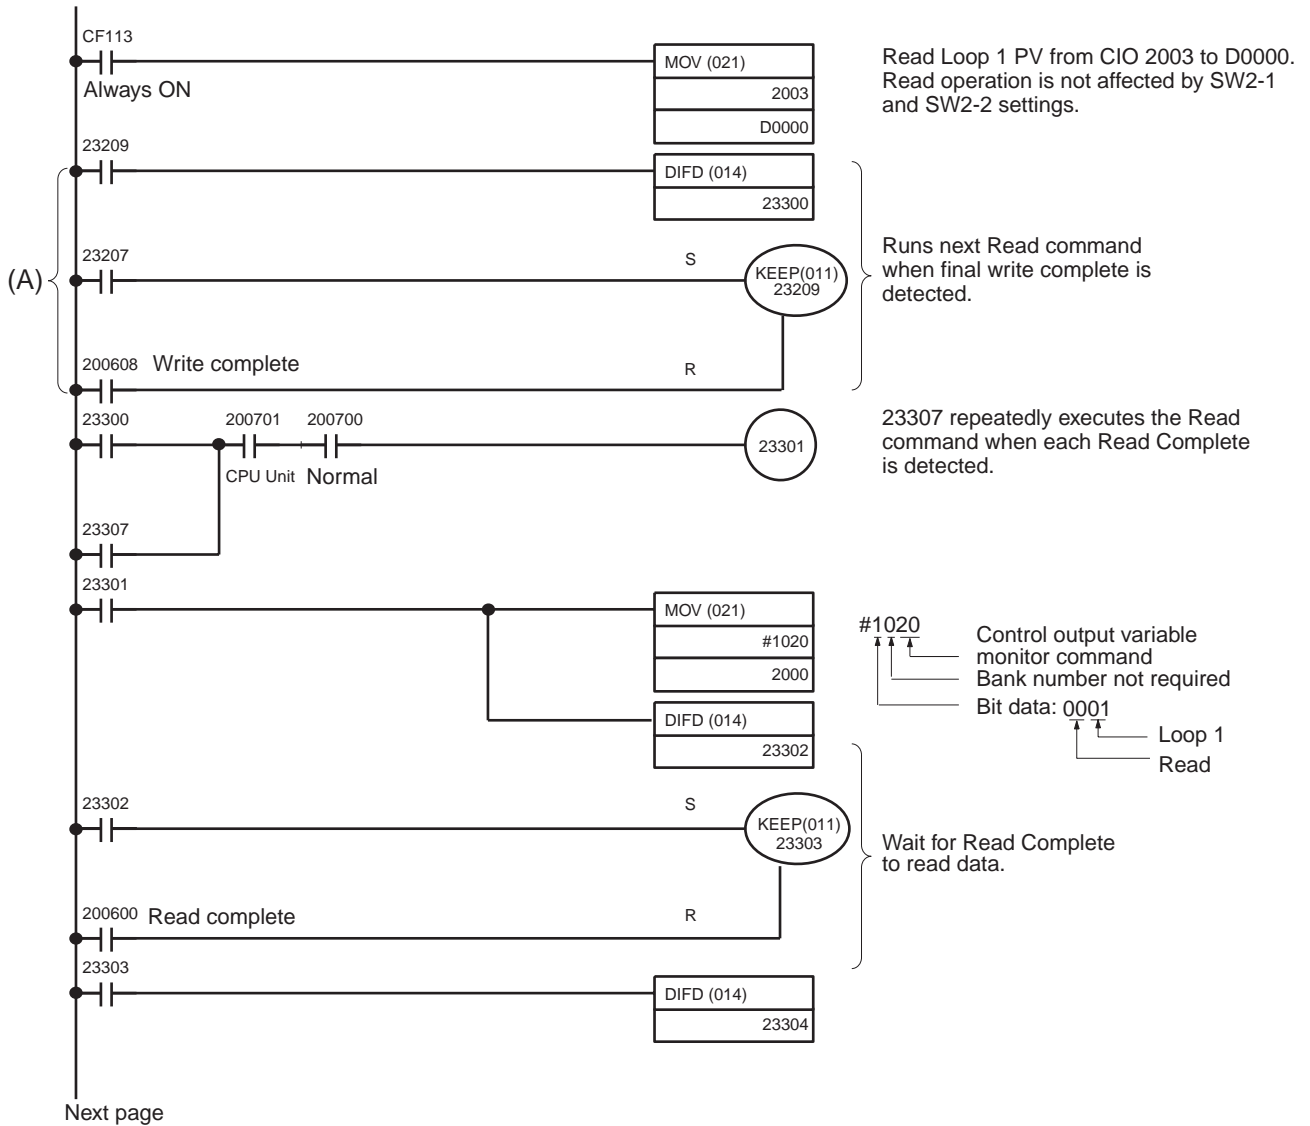 CF113
Always ON
MOV (021)
2003
D0000
Read Loop 1 PV from CIO 2003 to D0000.
Read operation is not affected by SW2-1
and SW2-2 settings.
23209
DIFD (014)
23300
(A)
23207
S
KEEP(011)
23209
Runs next Read command
when final write complete is
detected.
200608
Write complete
R
23300
200701
200700
CPU Unit
Normal
23301
23307 repeatedly executes the Read
command when each Read Complete
is detected.
23307
23301
MOV (021)
#1020
2000
DIFD (014)
23302
#1020
Control output variable
monitor command
Bank number not required
Bit data: 0001
Loop 1
Read
23302
S
KEEP(011)
23303
Wait for Read Complete
to read data.
200600
Read complete
R
23303
DIFD (014)
23304
Next page